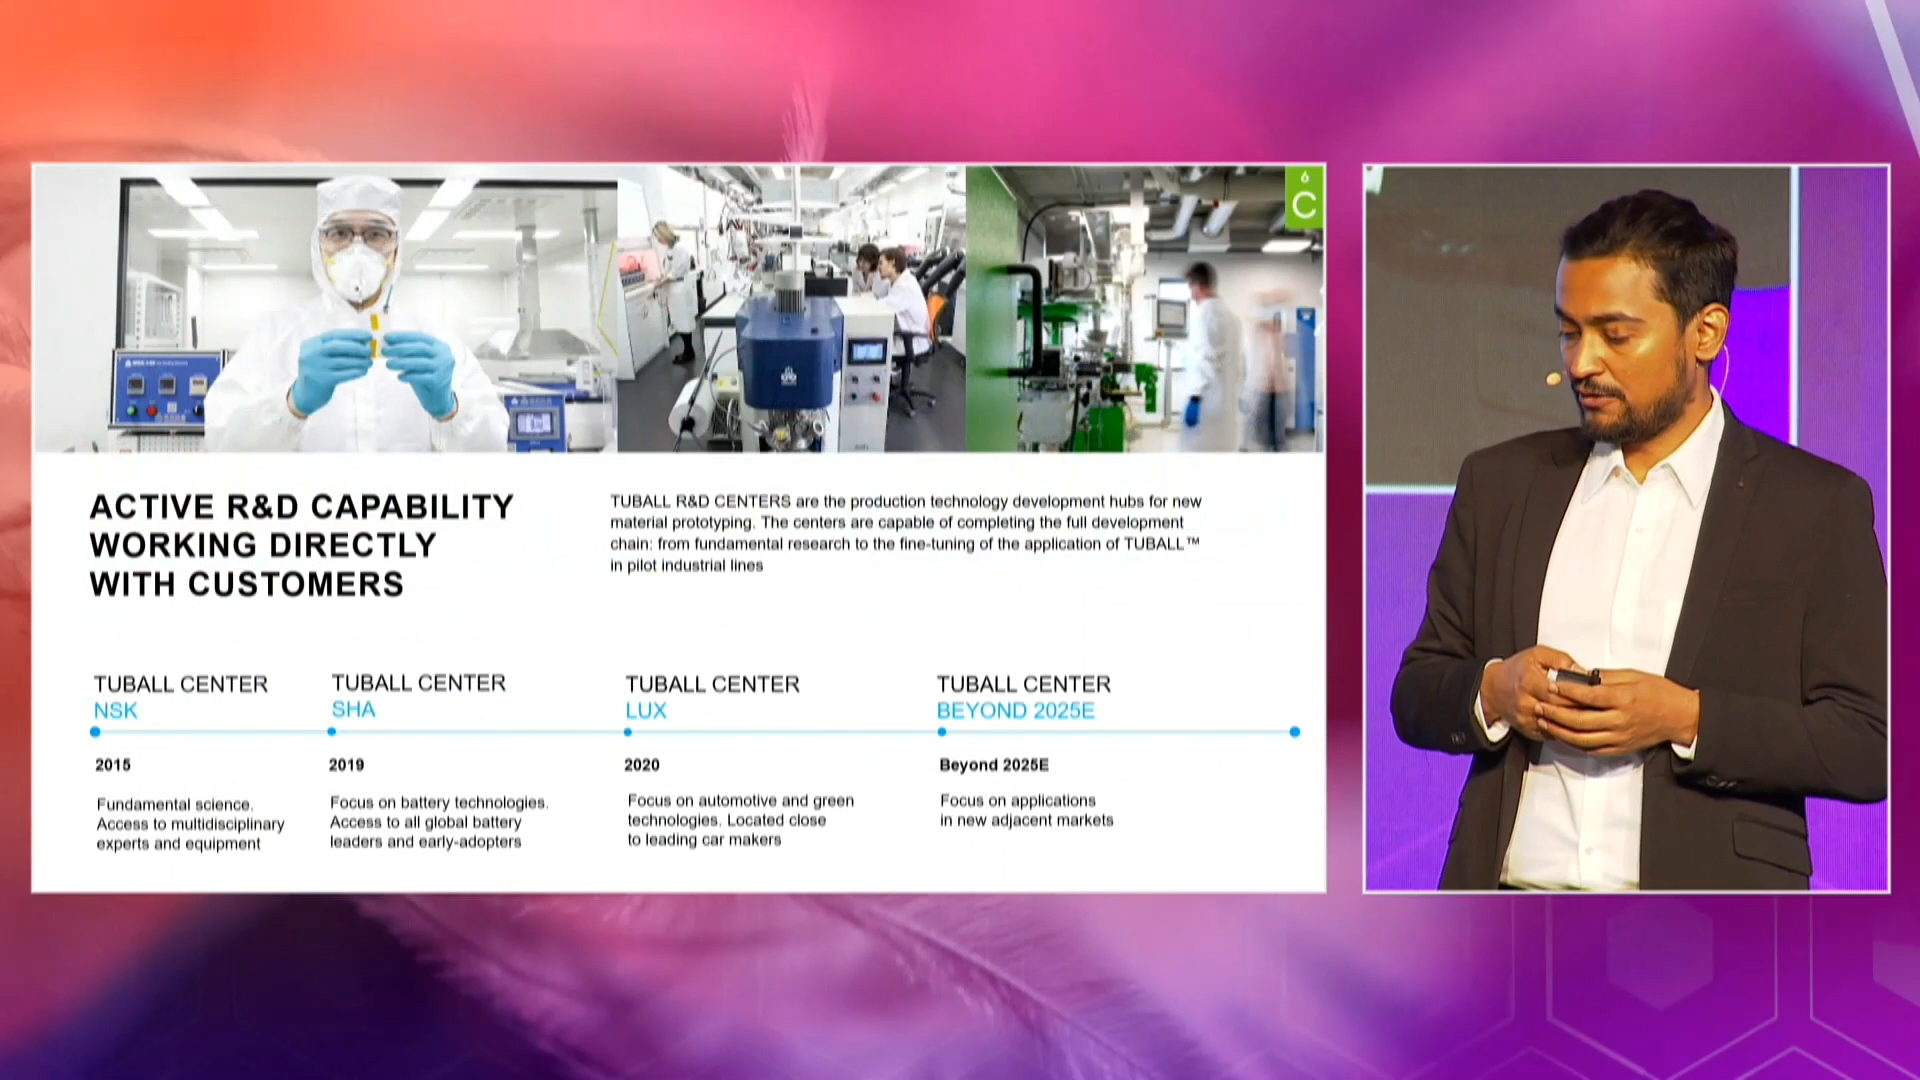 6
C
ACTIVE R&D CAPABILITY
WORKING DIRECTLY
WITH CUSTOMERS
TUBALL R&D CENTERS are the production technology development hubs for new
material prototyping. The centers are capable of completing the full development
chain: from fundamental research to the fine-tuning of the application of TUBALL™
in pilot industrial lines
TUBALL CENTER
NSK
2015
Fundamental science.
Access to multidisciplinary
experts and equipment
TUBALL CENTER
SHA
2019
Focus on battery technologies.
Access to all global battery
leaders and early-adopters
TUBALL CENTER
LUX
2020
Focus on automotive and green
technologies. Located close
to leading car makers
TUBALL CENTER
BEYOND 2025E
Beyond 2025E
Focus on applications
in new adjacent markets